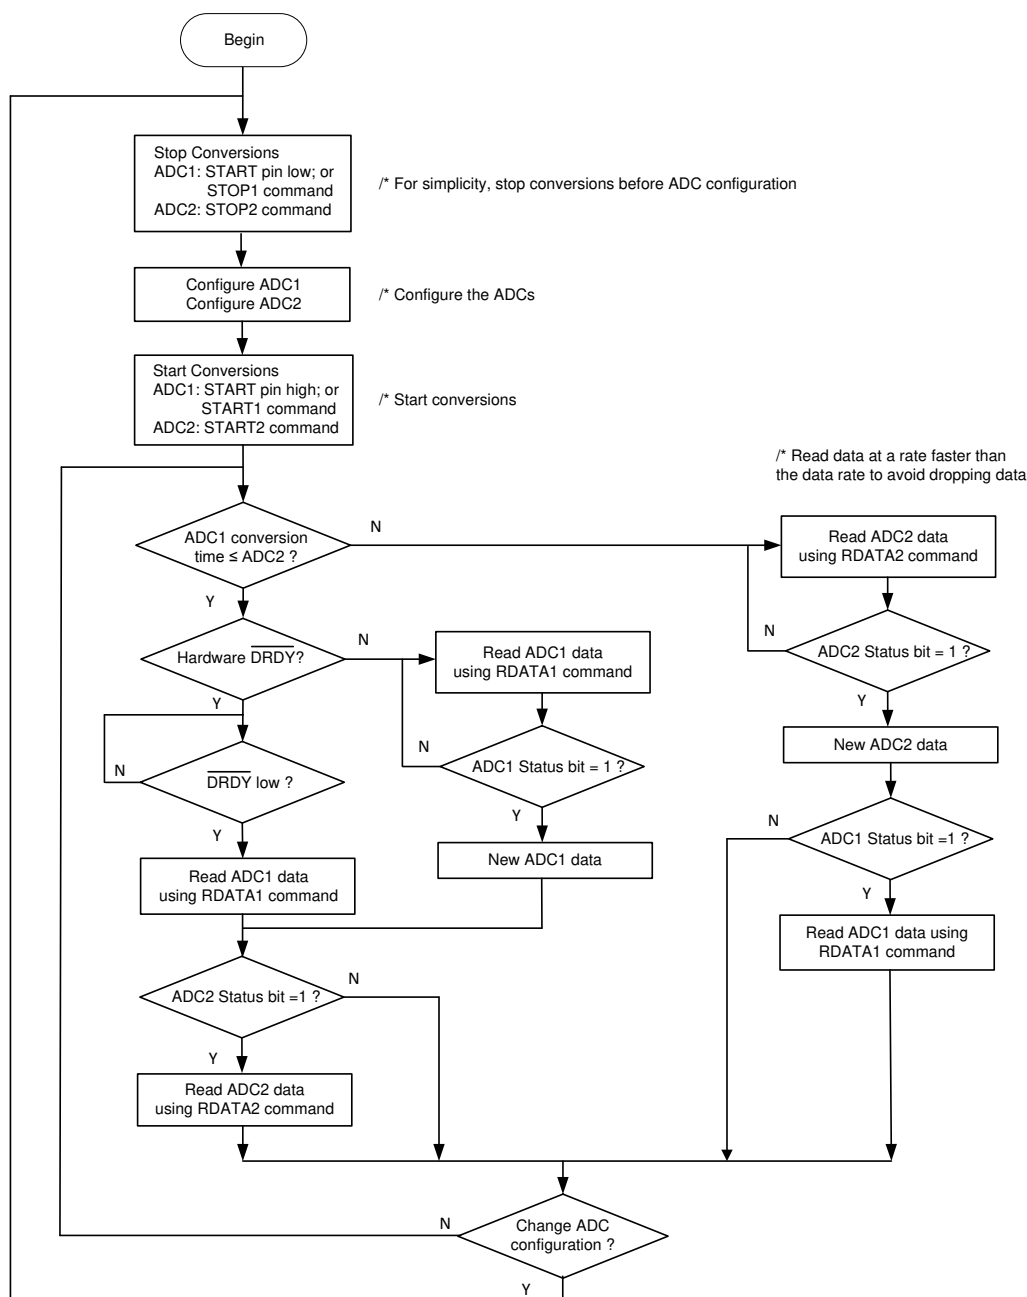 Begin
Stop Conversions
ADC1: START pin low; or
STOP1 command
ADC2: STOP2 command
/* For simplicity, stop conversions before ADC configuration
Configure ADC1
Configure ADC2
/* Configure the ADCs
Start Conversions
ADC1: START pin high; or
START1 command
ADC2: START2 command
/* Start conversions
/* Read data at a rate faster than
the data rate to avoid dropping data
ADC1 conversion
time ≤ ADC2 ?
N
Y
Read ADC2 data
using RDATA2 command
Hardware D̅R̅D̅Y̅?
N
Y
Read ADC1 data
using RDATA1 command
N
ADC2 Status bit = 1 ?
Y
New ADC2 data
N
D̅R̅D̅Y̅ low ?
Y
N
ADC1 Status bit = 1 ?
Y
New ADC1 data
N
ADC1 Status bit =1 ?
Y
Read ADC1 data
using RDATA1 command
Read ADC1 data using
RDATA1 command
N
ADC2 Status bit =1 ?
Y
Read ADC2 data
using RDATA2 command
N
Change ADC
configuration ?
Y